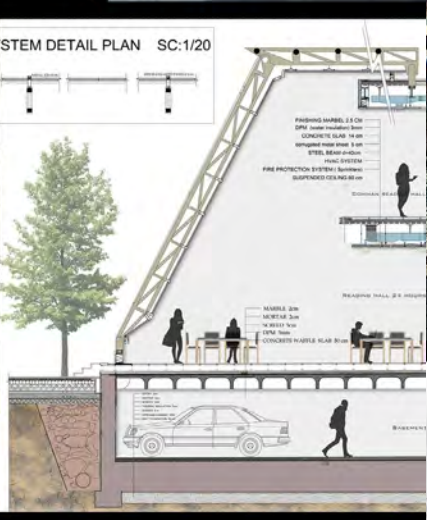 STEM DETAIL PLAN SC:1/20
FINISHING MARBEL 2.5 CM
DPM (water insulation) 3mm
CONCRETE SLAB 14 cm
corrugated metal sheet 5 cm
STEEL BEAM d=40cm
HVAC SYSTEM
FIRE PROTECTION SYSTEM ( Sprinklers)
SUSPENDED CEILING 60 cm
READING HALL 24 HOURS
MARBLE 2cm
MORTAR 2cm
SCREED 5cm
DPM 3mm
CONCRETE WAFFLE SLAB 30 cm
BASEMENT